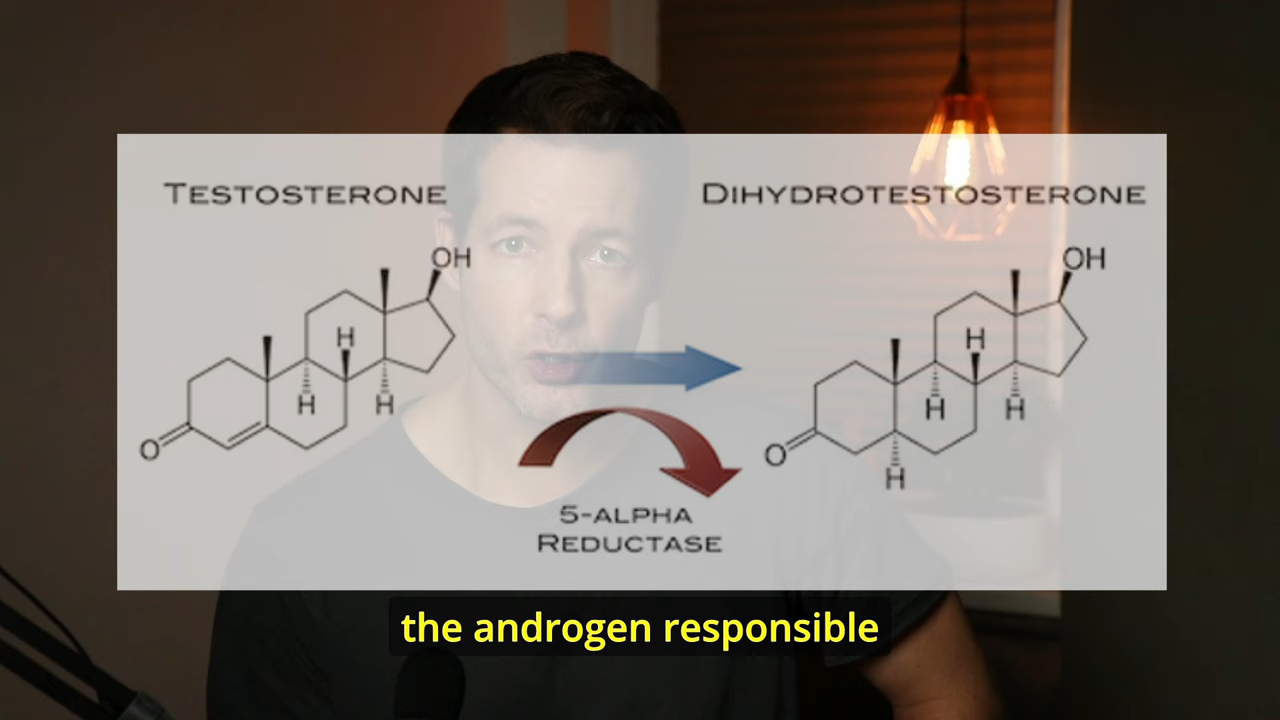 TESTOSTERONE
DIHYDROTESTOSTERONE
OH
OH
H
H
H
H
H
H
O
O
H
5-ALPHA
REDUCTASE
the androgen responsible